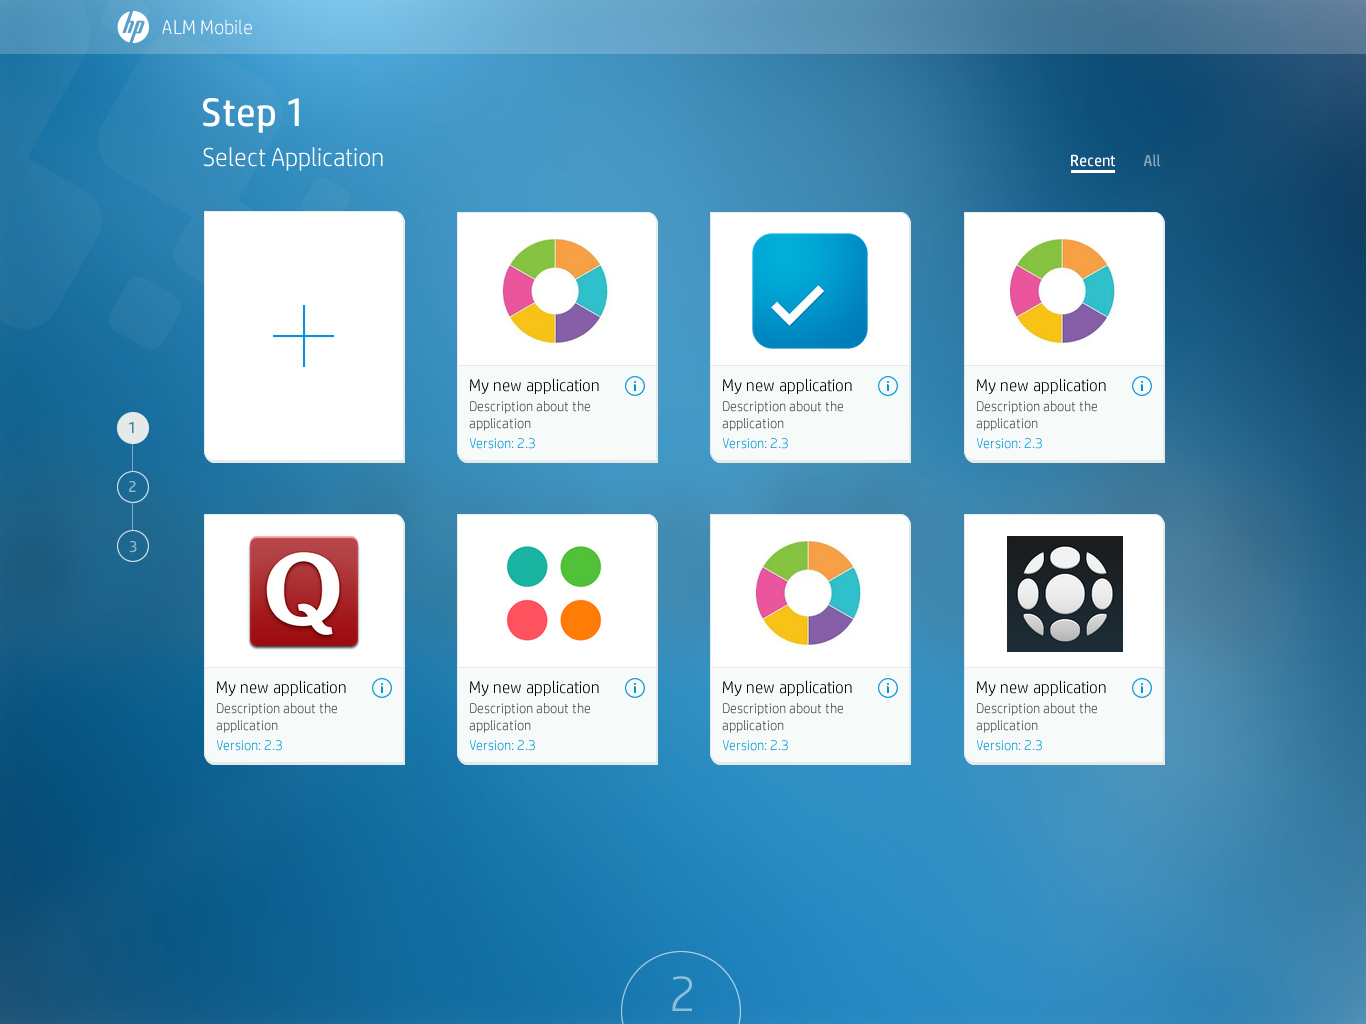 hp ALM Mobile
Step 1
Select Application
Recent All
My new application
Description about the
application
Version: 2.3
My new application
Description about the
application
Version: 2.3
My new application
Description about the
application
Version: 2.3
1
2
3
Q
My new application
Description about the
application
Version: 2.3
My new application
Description about the
application
Version: 2.3
My new application
Description about the
application
Version: 2.3
My new application
Description about the
application
Version: 2.3
2